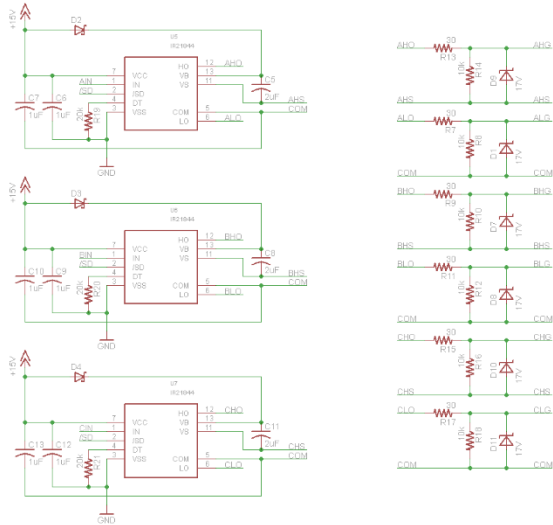 +15V
D2
U5
IR21844
C7
1uF
C6
1uF
AIN
/SD
20k
R19
7
1
2
4
3
VCC
IN
/SD
DT
VSS
HO
VB
VS
COM
LO
12
13
11
5
6
AHO
C5
2uF
AHS
COM
ALO
GND
+15V
D3
IR21844
C10
1uF
C9
1uF
BIN
/SD
20k
R20
7
1
2
4
3
VCC
IN
/SD
DT
VSS
HO
VB
VS
COM
LO
12
13
11
5
6
BHO
C8
2uF
BHS
COM
BLO
GND
+15V
D4
U7
IR21844
C13
1uF
C12
1uF
CIN
/SD
20k
R21
7
1
2
4
3
VCC
IN
/SD
DT
VSS
HO
VB
VS
COM
LO
12
13
11
5
6
CHO
C11
2uF
CHS
COM
CLO
GND
AHO
30
R13
AHG
10k
R14
D9
17V
AHS
AHS
ALO
30
R7
ALG
10k
R8
D1
17V
COM
COM
BHO
30
R9
BHG
10k
R10
D7
17V
BHS
BHS
BLO
30
R11
BLG
10k
R12
D8
17V
COM
COM
CHO
30
R15
CHG
10k
R16
D10
17V
CHS
CHS
CLO
30
R17
CLG
10k
R18
D11
17V
COM
COM